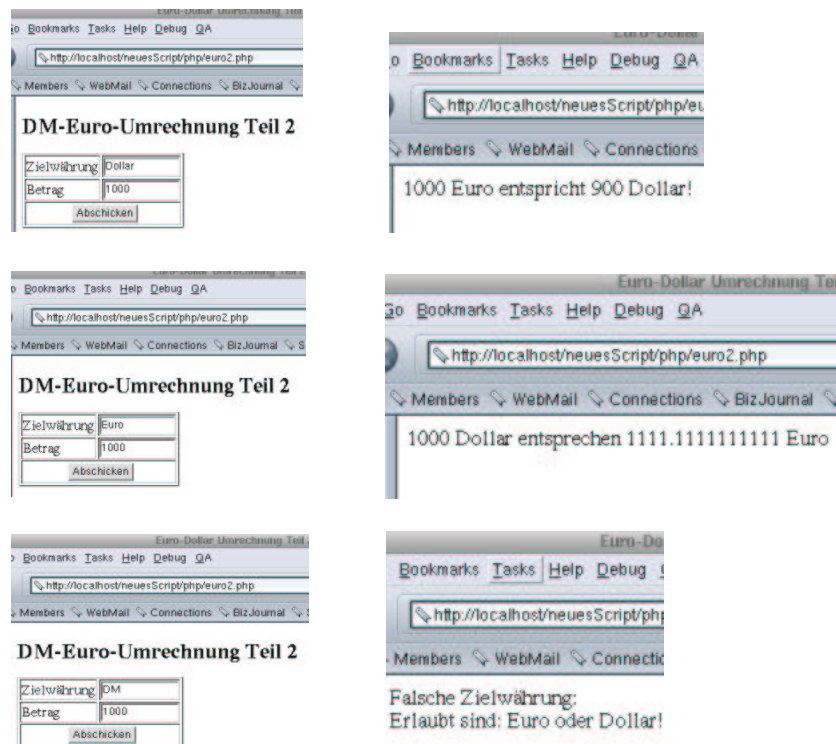 Euro-Dollar Umrechnung Teil
Bookmarks Tasks Help Debug QA
http://localhost/neuesScript/php/euro2.php
Members WebMail Connections BizJournal
DM-Euro-Umrechnung Teil 2
Zielwährung Dollar
Betrag 1000
Abschicken
Euro-Dollar
Bookmarks Tasks Help Debug QA
http://localhost/neuesScript/php/eu
Members WebMail Connections
1000 Euro entspricht 900 Dollar!
Euro-Dollar Umrechnung Teil
Bookmarks Tasks Help Debug QA
http://localhost/neuesScript/php/euro2.php
Members WebMail Connections BizJournal S
DM-Euro-Umrechnung Teil 2
Zielwährung Euro
Betrag 1000
Abschicken
Euro-Dollar Umrechnung Tei
Go Bookmarks Tasks Help Debug QA
http://localhost/neuesScript/php/euro2.php
Members WebMail Connections BizJournal
1000 Dollar entsprechen 1111.1111111111 Euro
Euro-Dollar Umrechnung Teil
Bookmarks Tasks Help Debug QA
http://localhost/neuesScript/php/euro2.php
Members WebMail Connections BizJournal
DM-Euro-Umrechnung Teil 2
Zielwährung DM
Betrag 1000
Abschicken
Euro-Do
Bookmarks Tasks Help Debug
http://localhost/neuesScript/php
Members WebMail Connectio
Falsche Zielwährung:
Erlaubt sind: Euro oder Dollar!